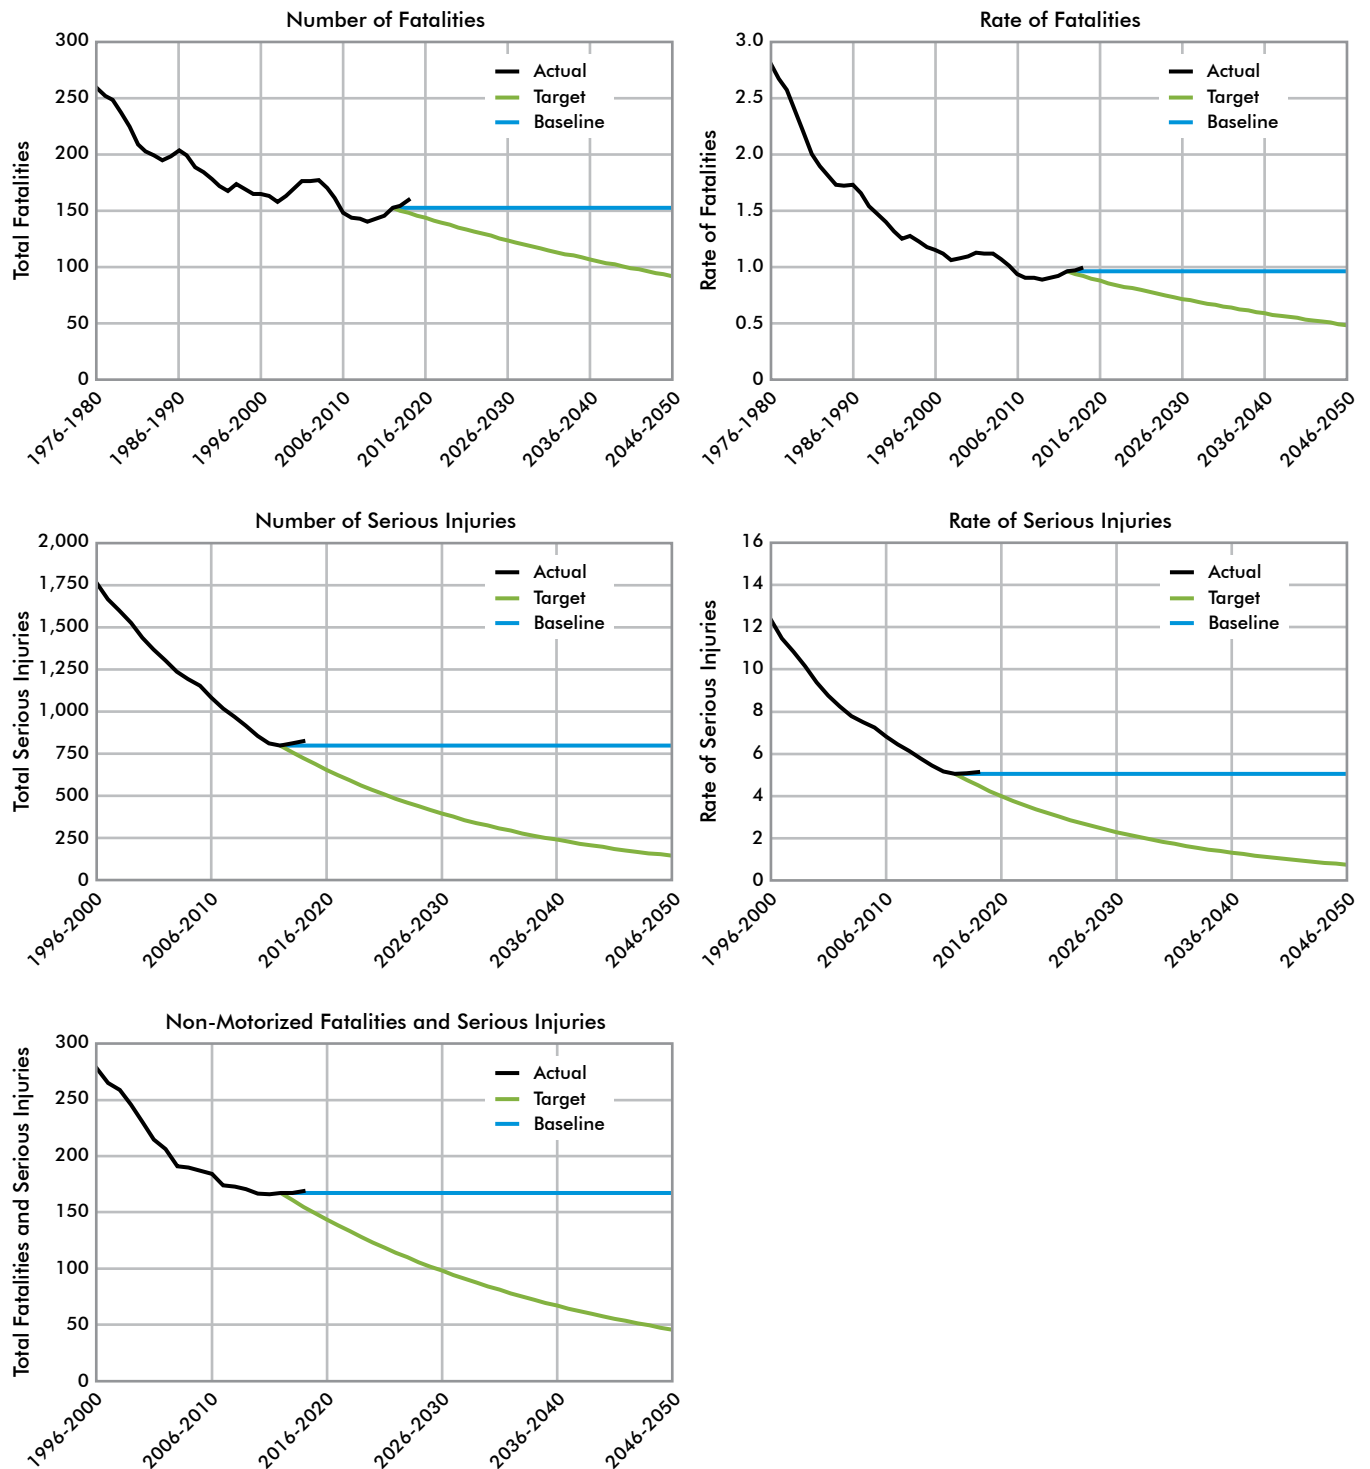 Number of Fatalities
Total Fatalities
300
250
200
150
100
50
0
Actual
Target
Baseline
1976-1980
1986-1990
1996-2000
2006-2010
2016-2020
2026-2030
2036-2040
2046-2050
Rate of Fatalities
Rate of Fatalities
3.0
2.5
2.0
1.5
1.0
0.5
0
Actual
Target
Baseline
1976-1980
1986-1990
1996-2000
2006-2010
2016-2020
2026-2030
2036-2040
2046-2050
Number of Serious Injuries
Total Serious Injuries
2,000
1,750
1,500
1,250
1,000
750
500
250
0
Actual
Target
Baseline
1996-2000
2006-2010
2016-2020
2026-2030
2036-2040
2046-2050
Rate of Serious Injuries
Rate of Serious Injuries
16
14
12
10
8
6
4
2
0
Actual
Target
Baseline
1996-2000
2006-2010
2016-2020
2026-2030
2036-2040
2046-2050
Non-Motorized Fatalities and Serious Injuries
Total Fatalities and Serious Injuries
300
250
200
150
100
50
0
Actual
Target
Baseline
1996-2000
2006-2010
2016-2020
2026-2030
2036-2040
2046-2050